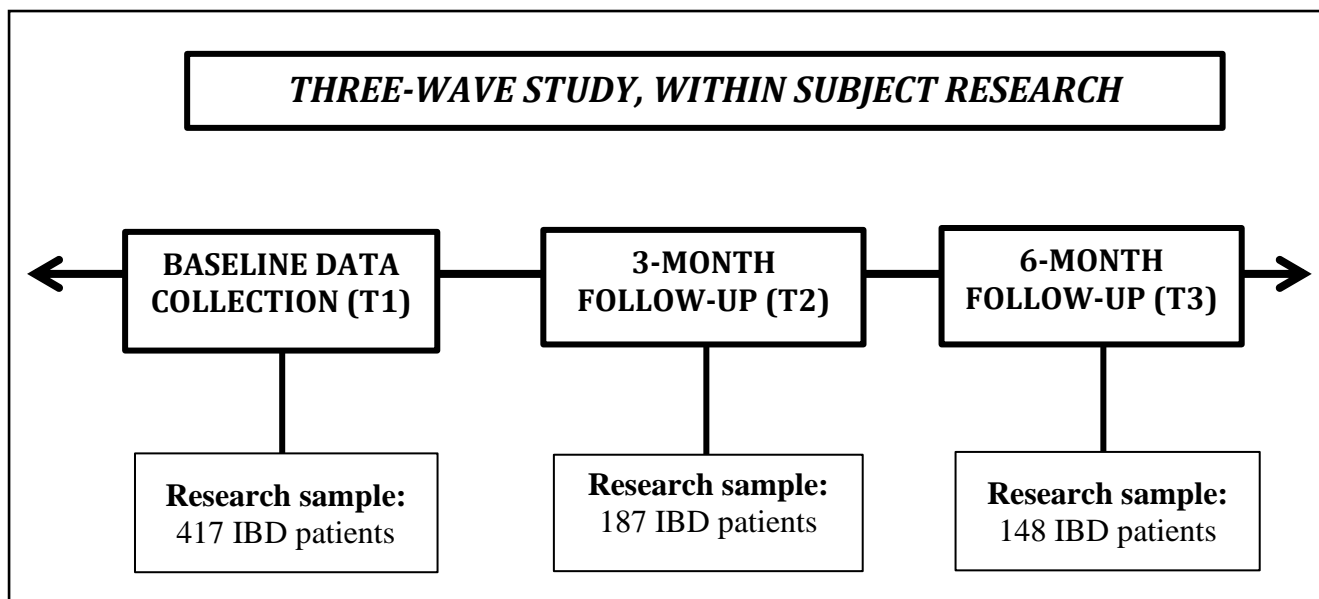 THREE-WAVE STUDY, WITHIN SUBJECT RESEARCH
BASELINE DATA
COLLECTION (T1)
3-MONTH
FOLLOW-UP (T2)
6-MONTH
FOLLOW-UP (T3)
Research sample:
417 IBD patients
Research sample:
187 IBD patients
Research sample:
148 IBD patients